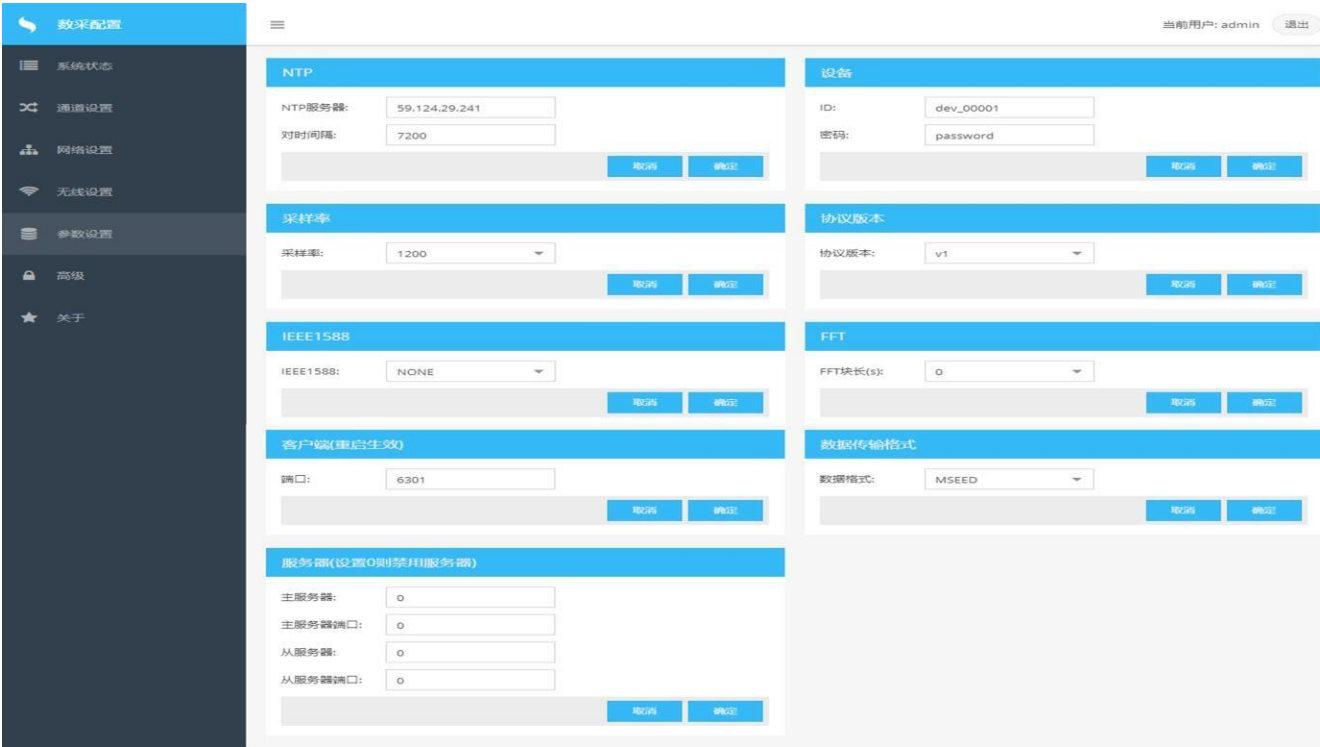 数采配置
当前用户: admin 退出
系统状态
通道设置
网络设置
无线设置
参数设置
高级
关于
NTP
NTP服务器: 59.124.29.241
对时间隔: 7200
取消 确定
设备
ID: dev_00001
密码: password
取消 确定
采样率
采样率: 1200
取消 确定
协议版本
协议版本: v1
取消 确定
IEEE1588
IEEE1588: NONE
取消 确定
FFT
FFT块长(s): 0
取消 确定
客户端(重启生效)
端口: 6301
取消 确定
数据传输格式
数据格式: MSEED
取消 确定
服务器(设置0则禁用服务器)
主服务器: 0
主服务器端口: 0
从服务器: 0
从服务器端口: 0
取消 确定